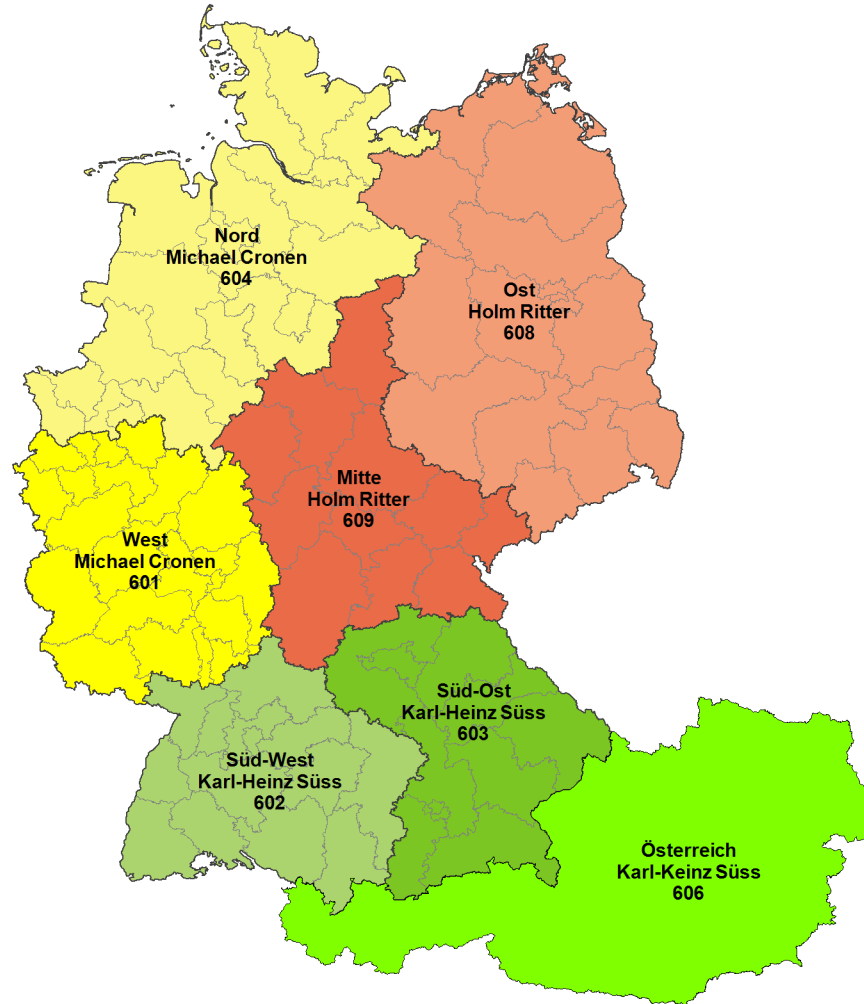 Nord
Michael Cronen
604
Ost
Holm Ritter
608
Mitte
Holm Ritter
609
West
Michael Cronen
601
Süd-Ost
Karl-Heinz Süss
603
Süd-West
Karl-Heinz Süss
602
Österreich
Karl-Keinz Süss
606